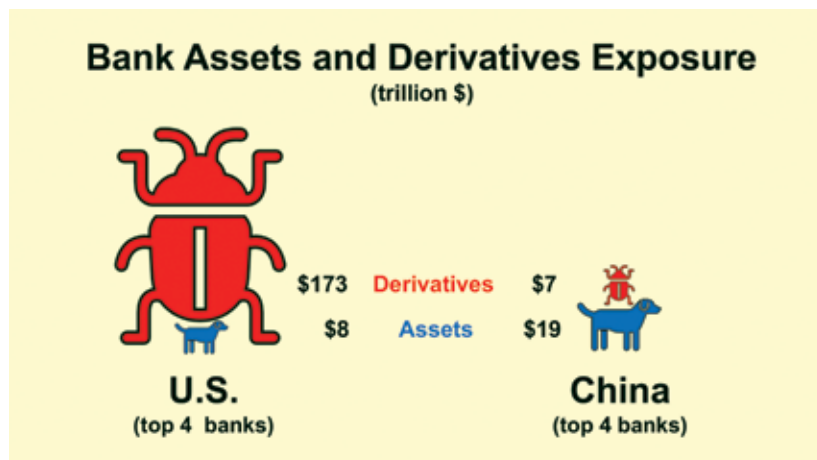 Bank Assets and Derivatives Exposure
(trillion $)
$173 Derivatives $7
$8 Assets $19
U.S. China
(top 4 banks) (top 4 banks)